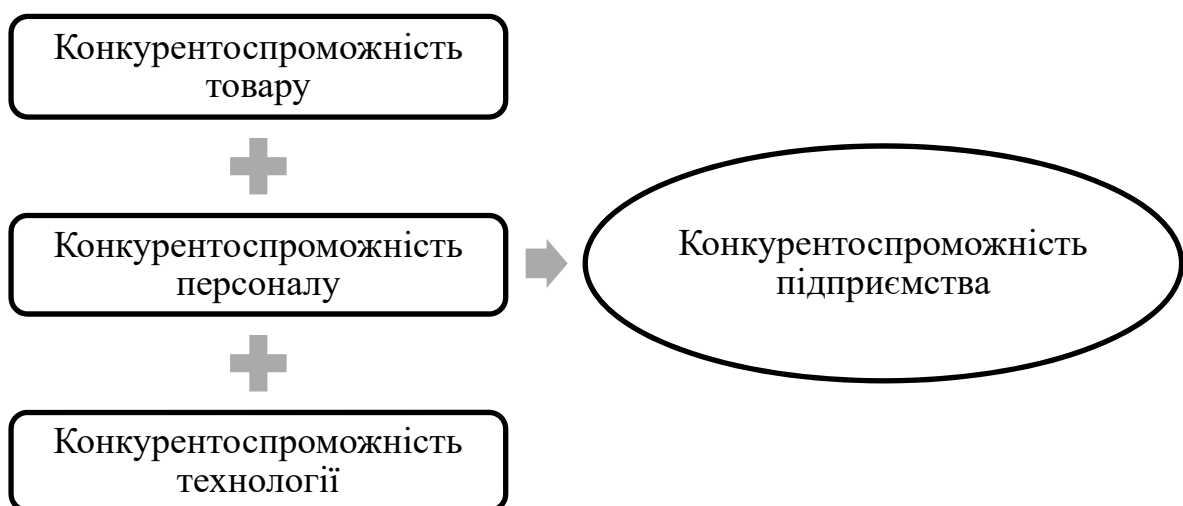 Конкурентоспроможність
товару
Конкурентоспроможність
персоналу
Конкурентоспроможність
технології
Конкурентоспроможність
підприємства